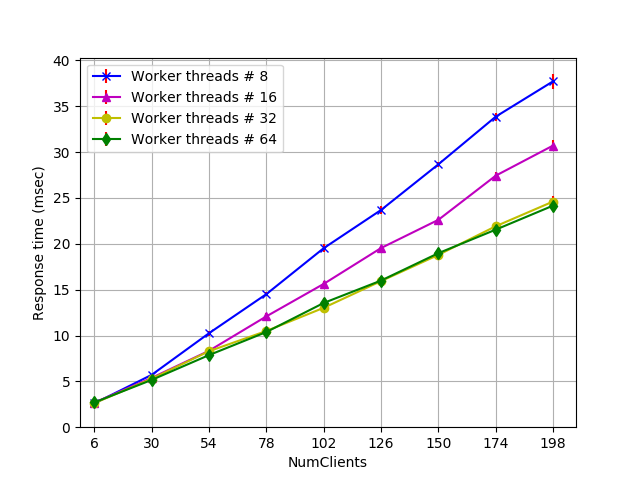 40
35
30
25
20
15
10
5
0
Response time (msec)
Worker threads # 8
Worker threads # 16
Worker threads # 32
Worker threads # 64
6 30 54 78 102 126 150 174 198
NumClients